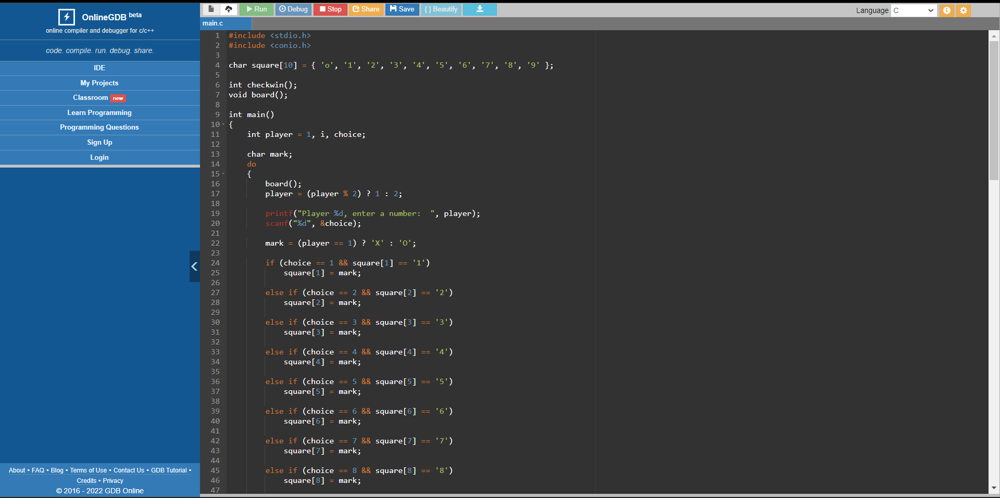 OnlineGDB beta
online compiler and debugger for c/c++
code. compile. run. debug. share.
IDE
My Projects
Classroom new
Learn Programming
Programming Questions
Sign Up
Login
About • FAQ • Blog • Terms of Use • Contact Us • GDB Tutorial •
Credits • Privacy
© 2016 - 2022 GDB Online
Run Debug Stop Share Save {} Beautify
Language C
main.c
1 #include <stdio.h>
2 #include <conio.h>
3
4 char square[10] = { 'o', '1', '2', '3', '4', '5', '6', '7', '8', '9' };
5
6 int checkwin();
7 void board();
8
9 int main()
10 {
11 int player = 1, i, choice;
12
13 char mark;
14 do
15 {
16 board();
17 player = (player % 2) ? 1 : 2;
18
19 printf("Player %d, enter a number:  ", player);
20 scanf("%d", &choice);
21
22 mark = (player == 1) ? 'X' : 'O';
23
24 if (choice == 1 && square[1] == '1')
25 square[1] = mark;
26
27 else if (choice == 2 && square[2] == '2')
28 square[2] = mark;
29
30 else if (choice == 3 && square[3] == '3')
31 square[3] = mark;
32
33 else if (choice == 4 && square[4] == '4')
34 square[4] = mark;
35
36 else if (choice == 5 && square[5] == '5')
37 square[5] = mark;
38
39 else if (choice == 6 && square[6] == '6')
40 square[6] = mark;
41
42 else if (choice == 7 && square[7] == '7')
43 square[7] = mark;
44
45 else if (choice == 8 && square[8] == '8')
46 square[8] = mark;
47